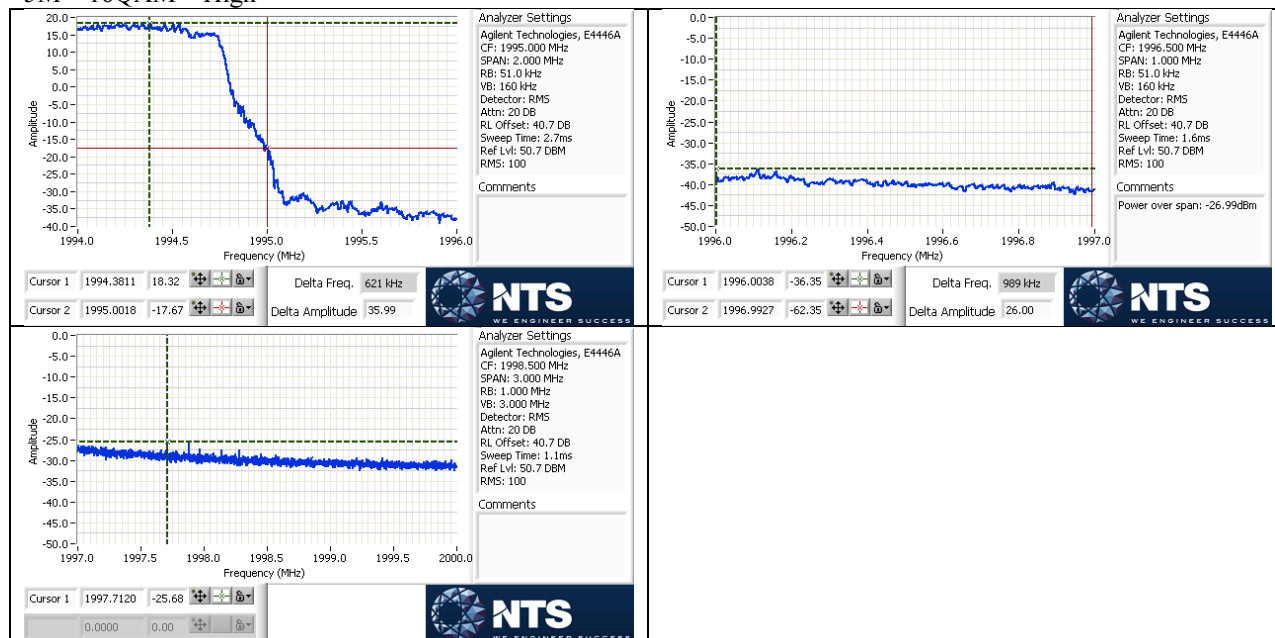 5M – 16QAM – High
20.0
15.0
10.0
5.0
0.0
-5.0
-10.0
-15.0
-20.0
-25.0
-30.0
-35.0
-40.0
Amplitude
1994.0 1994.5 1995.0 1995.5 1996.0
Frequency (MHz)
Analyzer Settings
Agilent Technologies, E4446A
CF: 1995.000 MHz
SPAN: 2.000 MHz
RB: 51.0 kHz
VB: 160 kHz
Detector: RMS
Attn: 20 DB
RL Offset: 40.7 DB
Sweep Time: 2.7ms
Ref Lvl: 50.7 DBM
RMS: 100
Comments
Cursor 1 1994.3811 18.32
Cursor 2 1995.0018 -17.67
Delta Freq. 621 kHz
Delta Amplitude 35.99
NTS
WE ENGINEER SUCCESS
0.0
-5.0
-10.0
-15.0
-20.0
-25.0
-30.0
-35.0
-40.0
-45.0
-50.0
Amplitude
1996.0 1996.2 1996.4 1996.6 1996.8 1997.0
Frequency (MHz)
Analyzer Settings
Agilent Technologies, E4446A
CF: 1996.500 MHz
SPAN: 1.000 MHz
RB: 51.0 kHz
VB: 160 kHz
Detector: RMS
Attn: 20 DB
RL Offset: 40.7 DB
Sweep Time: 1.6ms
Ref Lvl: 50.7 DBM
RMS: 100
Comments
Power over span: -26.99dBm
Cursor 1 1996.0038 -36.35
Cursor 2 1996.9927 -62.35
Delta Freq. 989 kHz
Delta Amplitude 26.00
NTS
WE ENGINEER SUCCESS
0.0
-5.0
-10.0
-15.0
-20.0
-25.0
-30.0
-35.0
-40.0
-45.0
-50.0
Amplitude
1997.0 1997.5 1998.0 1998.5 1999.0 1999.5 2000.0
Frequency (MHz)
Analyzer Settings
Agilent Technologies, E4446A
CF: 1998.500 MHz
SPAN: 3.000 MHz
RB: 1.000 MHz
VB: 3.000 MHz
Detector: RMS
Attn: 20 DB
RL Offset: 40.7 DB
Sweep Time: 1.1ms
Ref Lvl: 50.7 DBM
RMS: 100
Comments
Cursor 1 1997.7120 -25.68
0.0000 0.00
NTS
WE ENGINEER SUCCESS